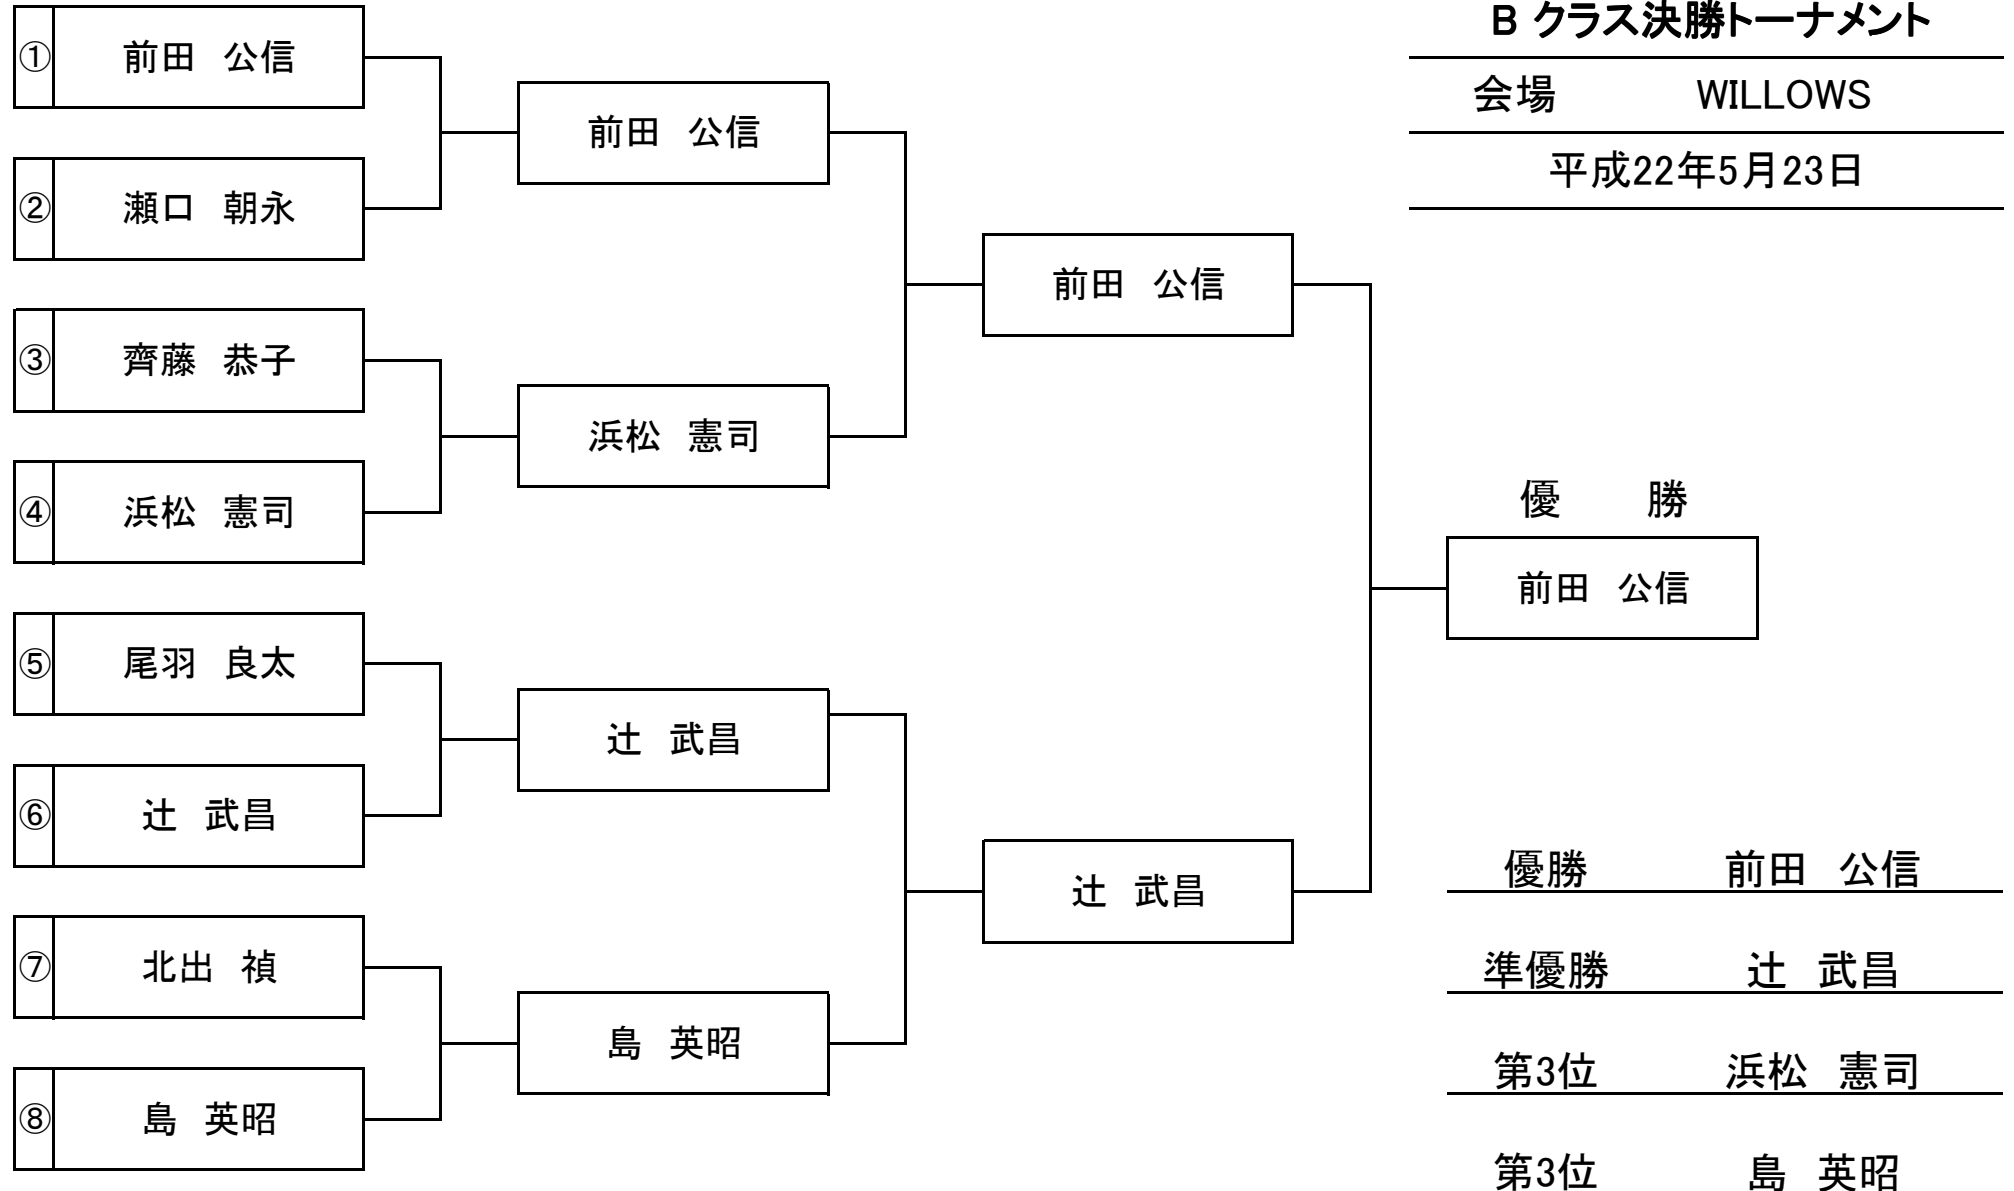 B クラス決勝トーナメント
会場 WILLOWS
平成22年5月23日
① 前田 公信
② 瀬口 朝永
③ 齊藤 恭子
④ 浜松 憲司
⑤ 尾羽 良太
⑥ 辻 武昌
⑦ 北出 禎
⑧ 島 英昭
前田 公信
浜松 憲司
辻 武昌
島 英昭
前田 公信
辻 武昌
優 勝
前田 公信
優勝 前田 公信
準優勝 辻 武昌
第3位 浜松 憲司
第3位 島 英昭